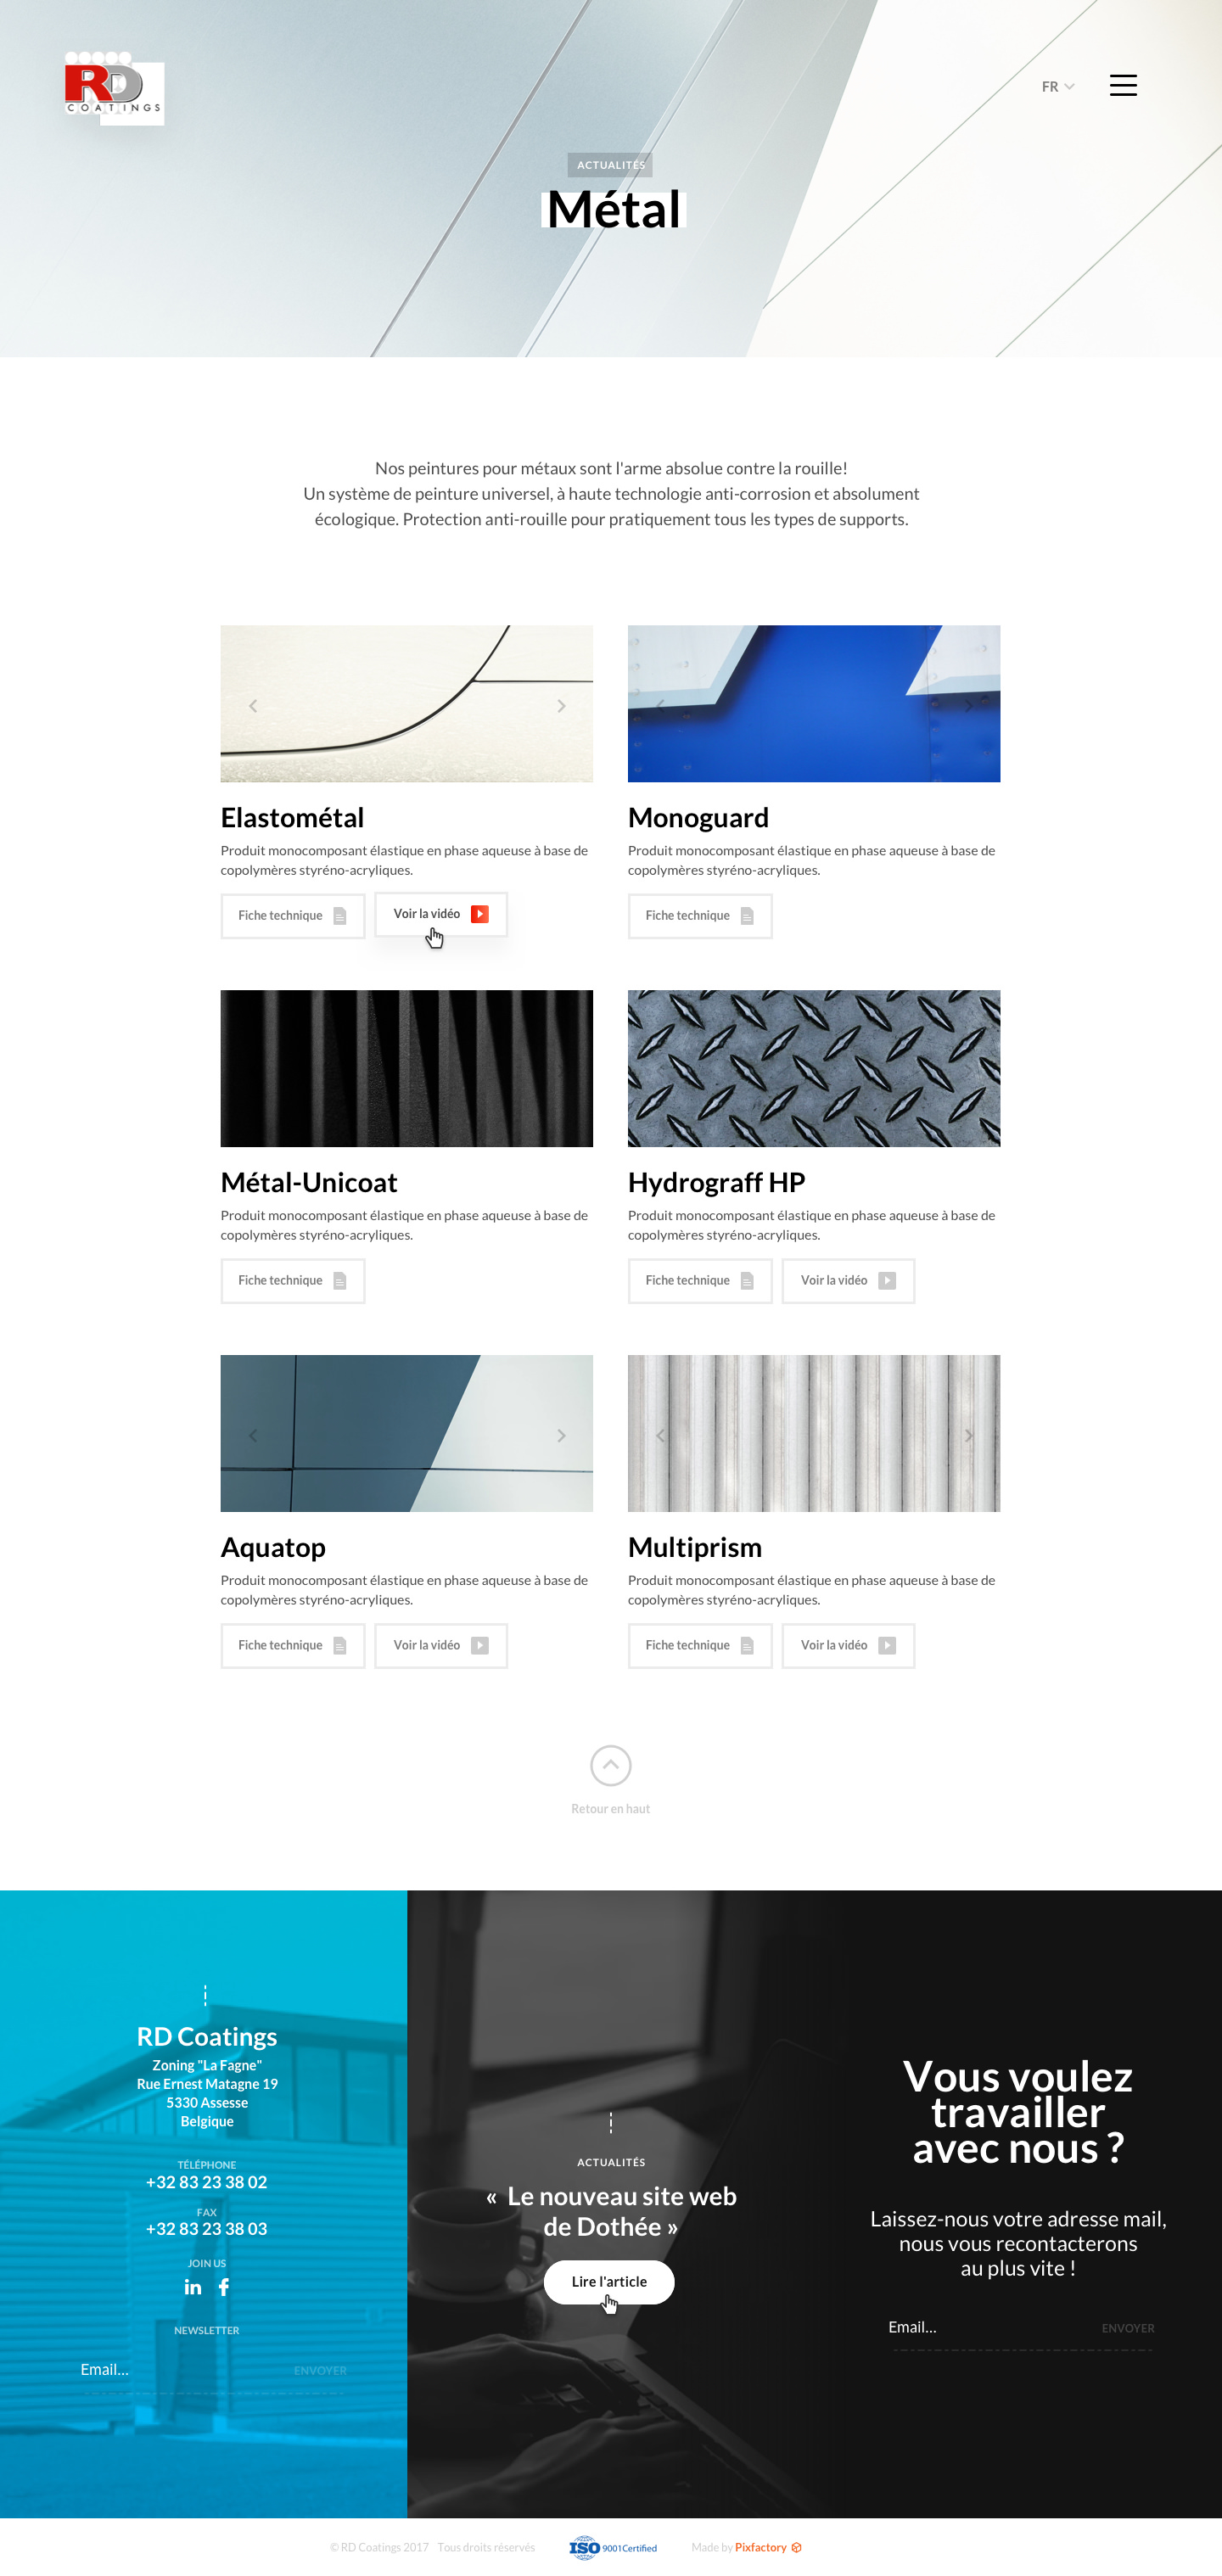 RD
COATINGS
FR
ACTUALITÉS
Métal
Nos peintures pour métaux sont l'arme absolue contre la rouille!
Un système de peinture universel, à haute technologie anti-corrosion et absolument
écologique. Protection anti-rouille pour pratiquement tous les types de supports.
Elastométal
Produit monocomposant élastique en phase aqueuse à base de
copolymères styréno-acryliques.
Fiche technique
Voir la vidéo
Monoguard
Produit monocomposant élastique en phase aqueuse à base de
copolymères styréno-acryliques.
Fiche technique
Métal-Unicoat
Produit monocomposant élastique en phase aqueuse à base de
copolymères styréno-acryliques.
Fiche technique
Hydrograff HP
Produit monocomposant élastique en phase aqueuse à base de
copolymères styréno-acryliques.
Fiche technique
Voir la vidéo
Aquatop
Produit monocomposant élastique en phase aqueuse à base de
copolymères styréno-acryliques.
Fiche technique
Voir la vidéo
Multiprism
Produit monocomposant élastique en phase aqueuse à base de
copolymères styréno-acryliques.
Fiche technique
Voir la vidéo
Retour en haut
RD Coatings
Zoning "La Fagne"
Rue Ernest Matagne 19
5330 Assesse
Belgique
TÉLÉPHONE
+32 83 23 38 02
FAX
+32 83 23 38 03
JOIN US
in f
NEWSLETTER
Email...
ENVOYER
ACTUALITÉS
« Le nouveau site web
de Dothée »
Lire l'article
Vous voulez
travailler
avec nous ?
Laissez-nous votre adresse mail,
nous vous recontacterons
au plus vite !
Email...
ENVOYER
© RD Coatings 2017 Tous droits réservés
ISO 9001 Certified
Made by Pixfactory